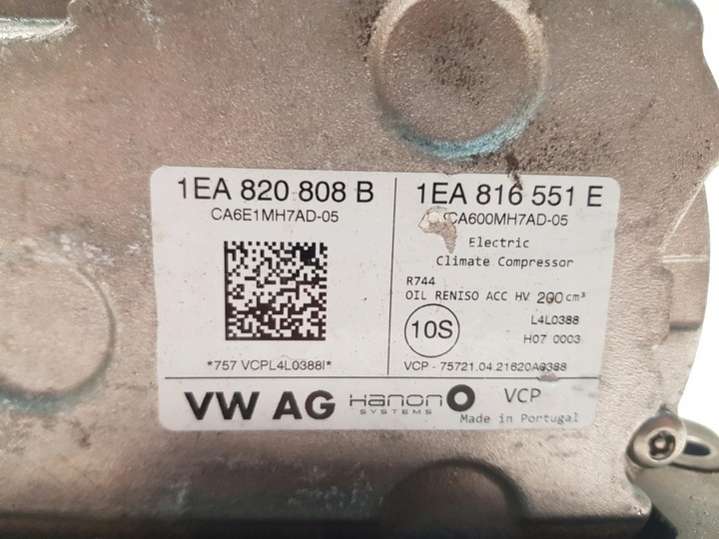 1EA 820 808 B
CA6E1MH7AD-05
*757 VCPL4L0388I*
1EA 816 551 E
CA600MH7AD-05
Electric
Climate Compressor
R744
OIL RENISO ACC HV 200 cm³
10S
L4L0388
H07 0003
VCP - 75721.04.21620A0388
VW AG
Hanon
SYSTEMS
VCP
Made in Portugal